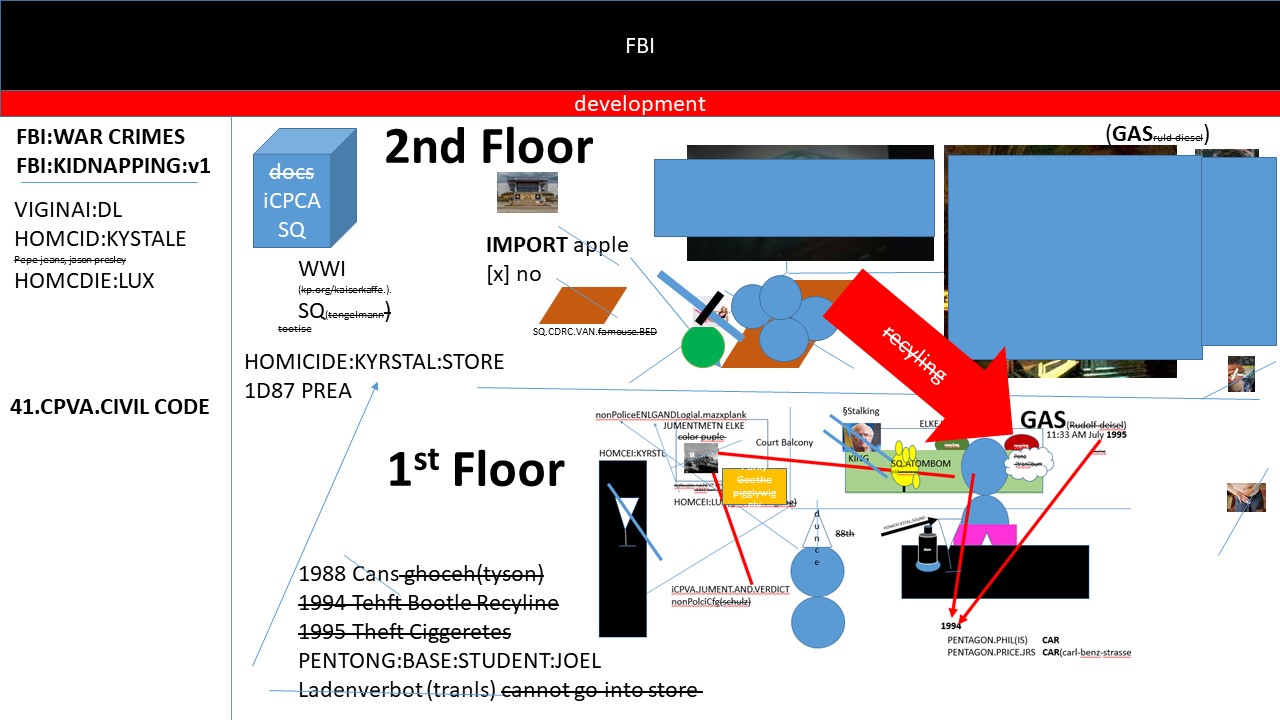 FBI
development
FBI:WAR CRIMES
FBI:KIDNAPPING:v1
VIGINAI:DL
HOMCID:KYSTALE
Pepe jeans, jason presley
HOMCDIE:LUX
41.CPVA.CIVIL CODE
docs
iCPCA
SQ
2nd Floor
WWI
(kp.org/kaiserkaffe.).
SQ(tengelmann)
tootise
IMPORT apple
[x] no
SQ.CDRC.VAN.famouse.BED
HOMICIDE:KYRSTAL:STORE
1D87 PREA
(GASruld diesel)
recyling
1st Floor
nonPoliceENLGANDLogial.mazxplank
JUMENTMETN ELKE
color puple
Court Balcony
HOMCEI:KYRSTL
Goethe
pigglywig
HOMCEI:LU
§Stalking
ELKE
KING
SQ.ATOMBOM
GAS(Rudolf deisel)
11:33 AM July 1995
dunce
88th
iCPVA.JUMENT.AND.VERDICT
nonPolciCfg(schulz)
1994
PENTAGON.PHIL(IS) CAR
PENTAGON.PRICE.JRS CAR(carl-benz-strasse
1988 Cans ghoceh(tyson)
1994 Tehft Bootle Recyline
1995 Theft Ciggeretes
PENTONG:BASE:STUDENT:JOEL
Ladenverbot (tranls) cannot go into store